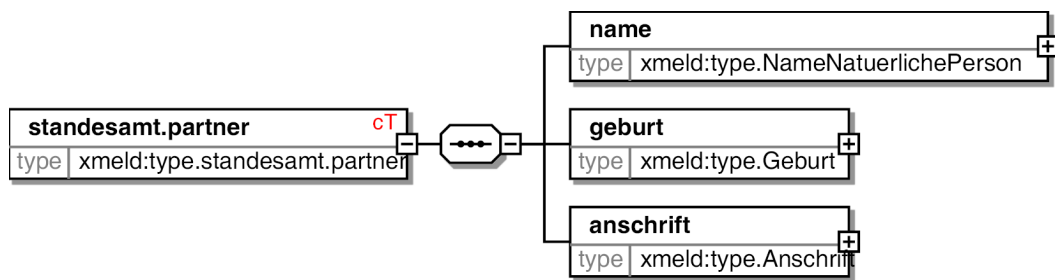 name
type xmeld:type.NameNatuerlichePerson
standesamt.partner cT
type xmeld:type.standesamt.partner
geburt
type xmeld:type.Geburt
anschrift
type xmeld:type.Anschrift